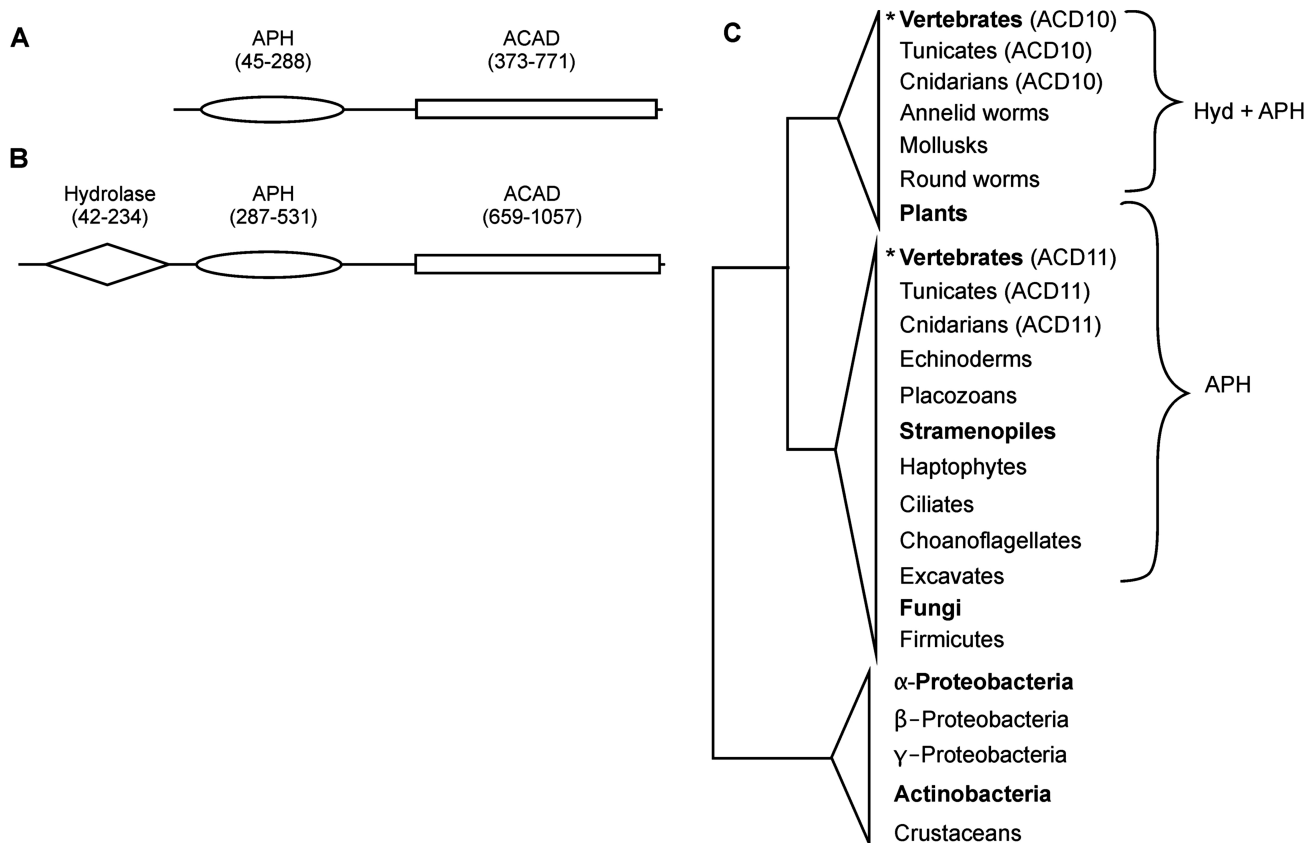 A
APH
(45-288)
ACAD
(373-771)
B
Hydrolase
(42-234)
APH
(287-531)
ACAD
(659-1057)
C
* Vertebrates (ACD10)
Tunicates (ACD10)
Cnidarians (ACD10)
Annelid worms
Mollusks
Round worms
Hyd + APH
Plants
* Vertebrates (ACD11)
Tunicates (ACD11)
Cnidarians (ACD11)
Echinoderms
Placozoans
Stramenopiles
Haptophytes
Ciliates
Choanoflagellates
Excavates
APH
Fungi
Firmicutes
α-Proteobacteria
β-Proteobacteria
γ-Proteobacteria
Actinobacteria
Crustaceans